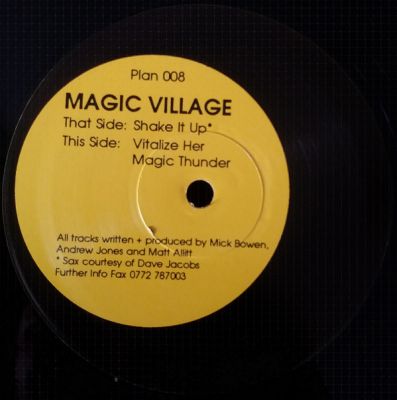 Plan 008
MAGIC VILLAGE
That Side: Shake It Up*
This Side: Vitalize Her
Magic Thunder
All tracks written + produced by Mick Bowen,
Andrew Jones and Matt Allitt
* Sax courtesy of Dave Jacobs
Further Info Fax 0772 787003